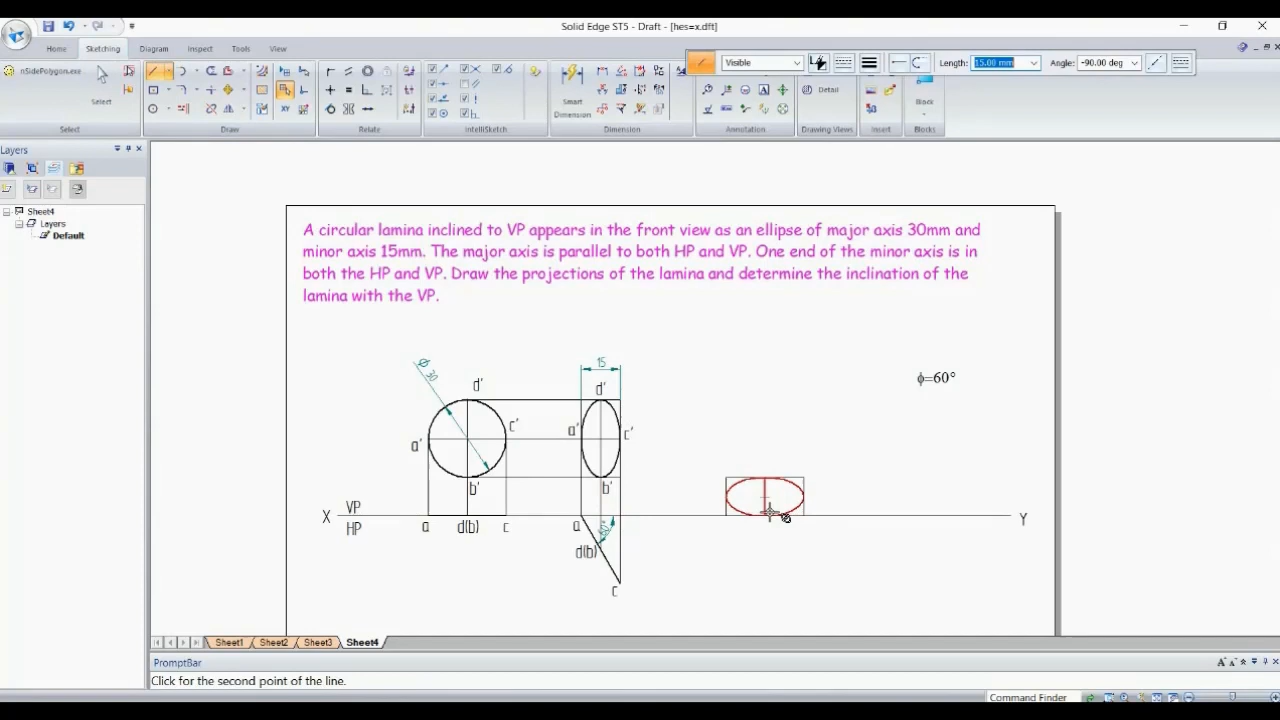 Solid Edge ST5 - Draft - [hes=x.dft]
Home Sketching Diagram Inspect Tools View
nSidePolygon.exe
Visible Length: 15.00 mm Angle: -90.00 deg
Select Smart Dimension Detail Block
Select Draw Relate IntelliSketch Dimension Annotation Drawing Views Insert Blocks
Layers
Sheet4
Layers
Default
A circular lamina inclined to VP appears in the front view as an ellipse of major axis 30mm and
minor axis 15mm. The major axis is parallel to both HP and VP. One end of the minor axis is in
both the HP and VP. Draw the projections of the lamina and determine the inclination of the
lamina with the VP.
15
Ø 30
ϕ=60°
d' d'
a' c' a' c'
b' b'
X VP Y
HP
a d(b) c a 60°
d(b)
c
Sheet1 Sheet2 Sheet3 Sheet4
PromptBar
Click for the second point of the line.
Command Finder